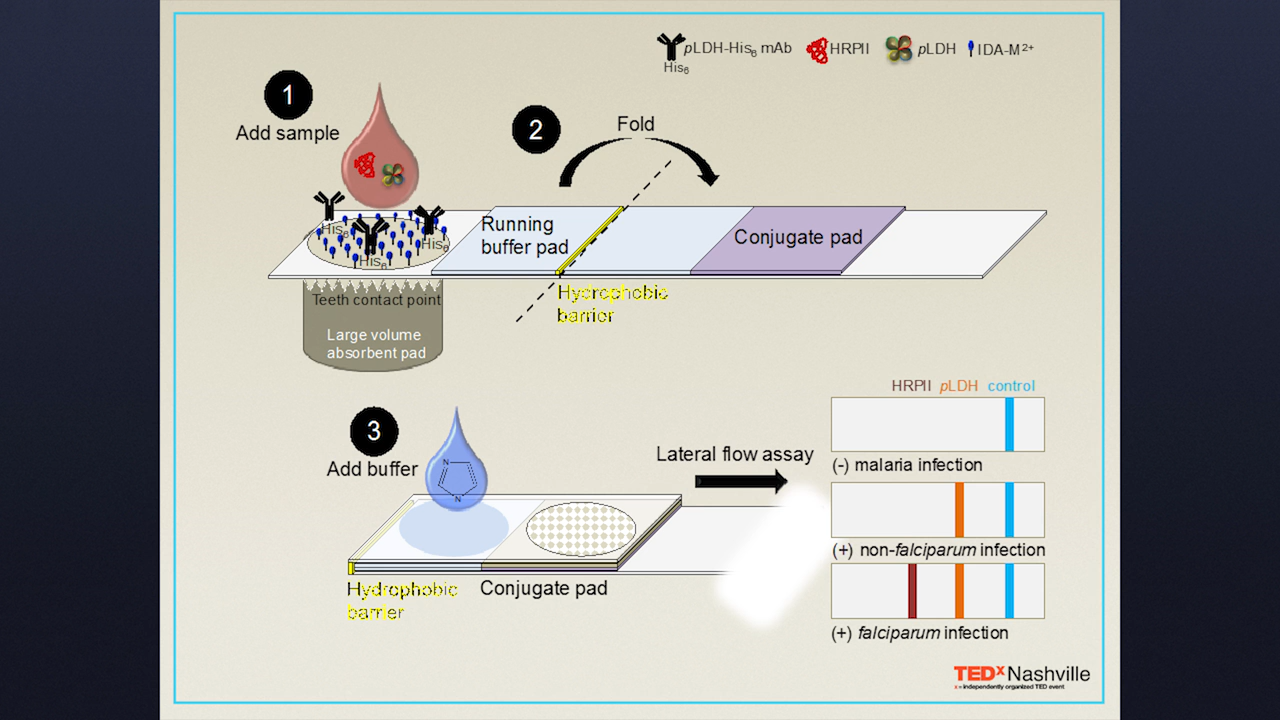 pLDH-His₆ mAb
His₆
HRPII
pLDH
IDA-M²⁺
1
Add sample
2
Fold
His₆
His₆
His₆
Running
buffer pad
Conjugate pad
Hydrophobic
barrier
Teeth contact point
Large volume
absorbent pad
3
Add buffer
N
N
Hydrophobic
barrier
Conjugate pad
Lateral flow assay
HRPII pLDH control
(-) malaria infection
(+) non-falciparum infection
(+) falciparum infection
TEDx Nashville
x = independently organized TED event